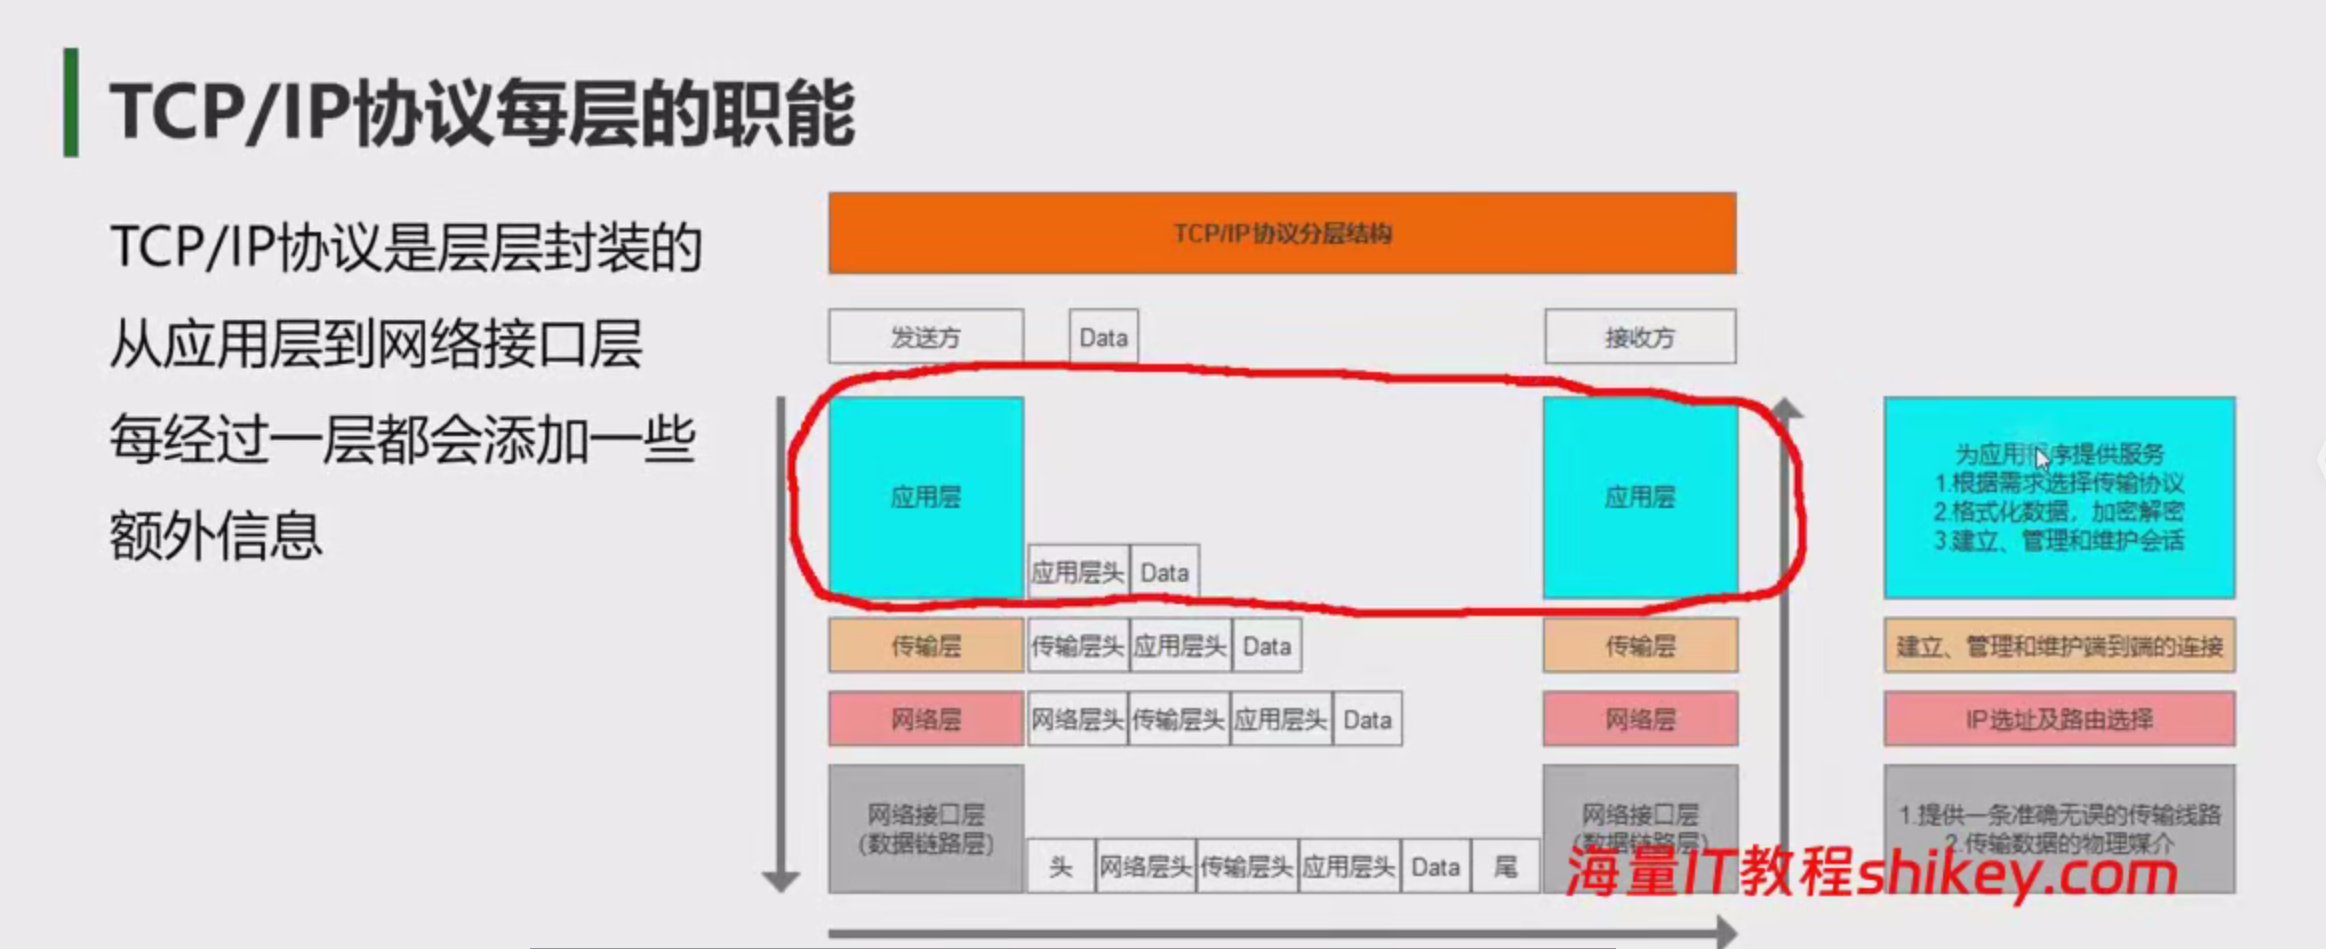 TCP/IP协议每层的职能
TCP/IP协议是层层封装的
从应用层到网络接口层
每经过一层都会添加一些
额外信息
TCP/IP协议分层结构
发送方 Data 接收方
应用层 应用层头 Data 应用层
为应用程序提供服务
1.根据需求选择传输协议
2.格式化数据，加密解密
3.建立、管理和维护会话
传输层 传输层头 应用层头 Data 传输层 建立、管理和维护端到端的连接
网络层 网络层头 传输层头 应用层头 Data 网络层 IP选址及路由选择
网络接口层
(数据链路层)
头 网络层头 传输层头 应用层头 Data 尾
网络接口层
(数据链路层)
1.提供一条准确无误的传输线路
2.传输数据的物理媒介
海量IT教程shikey.com